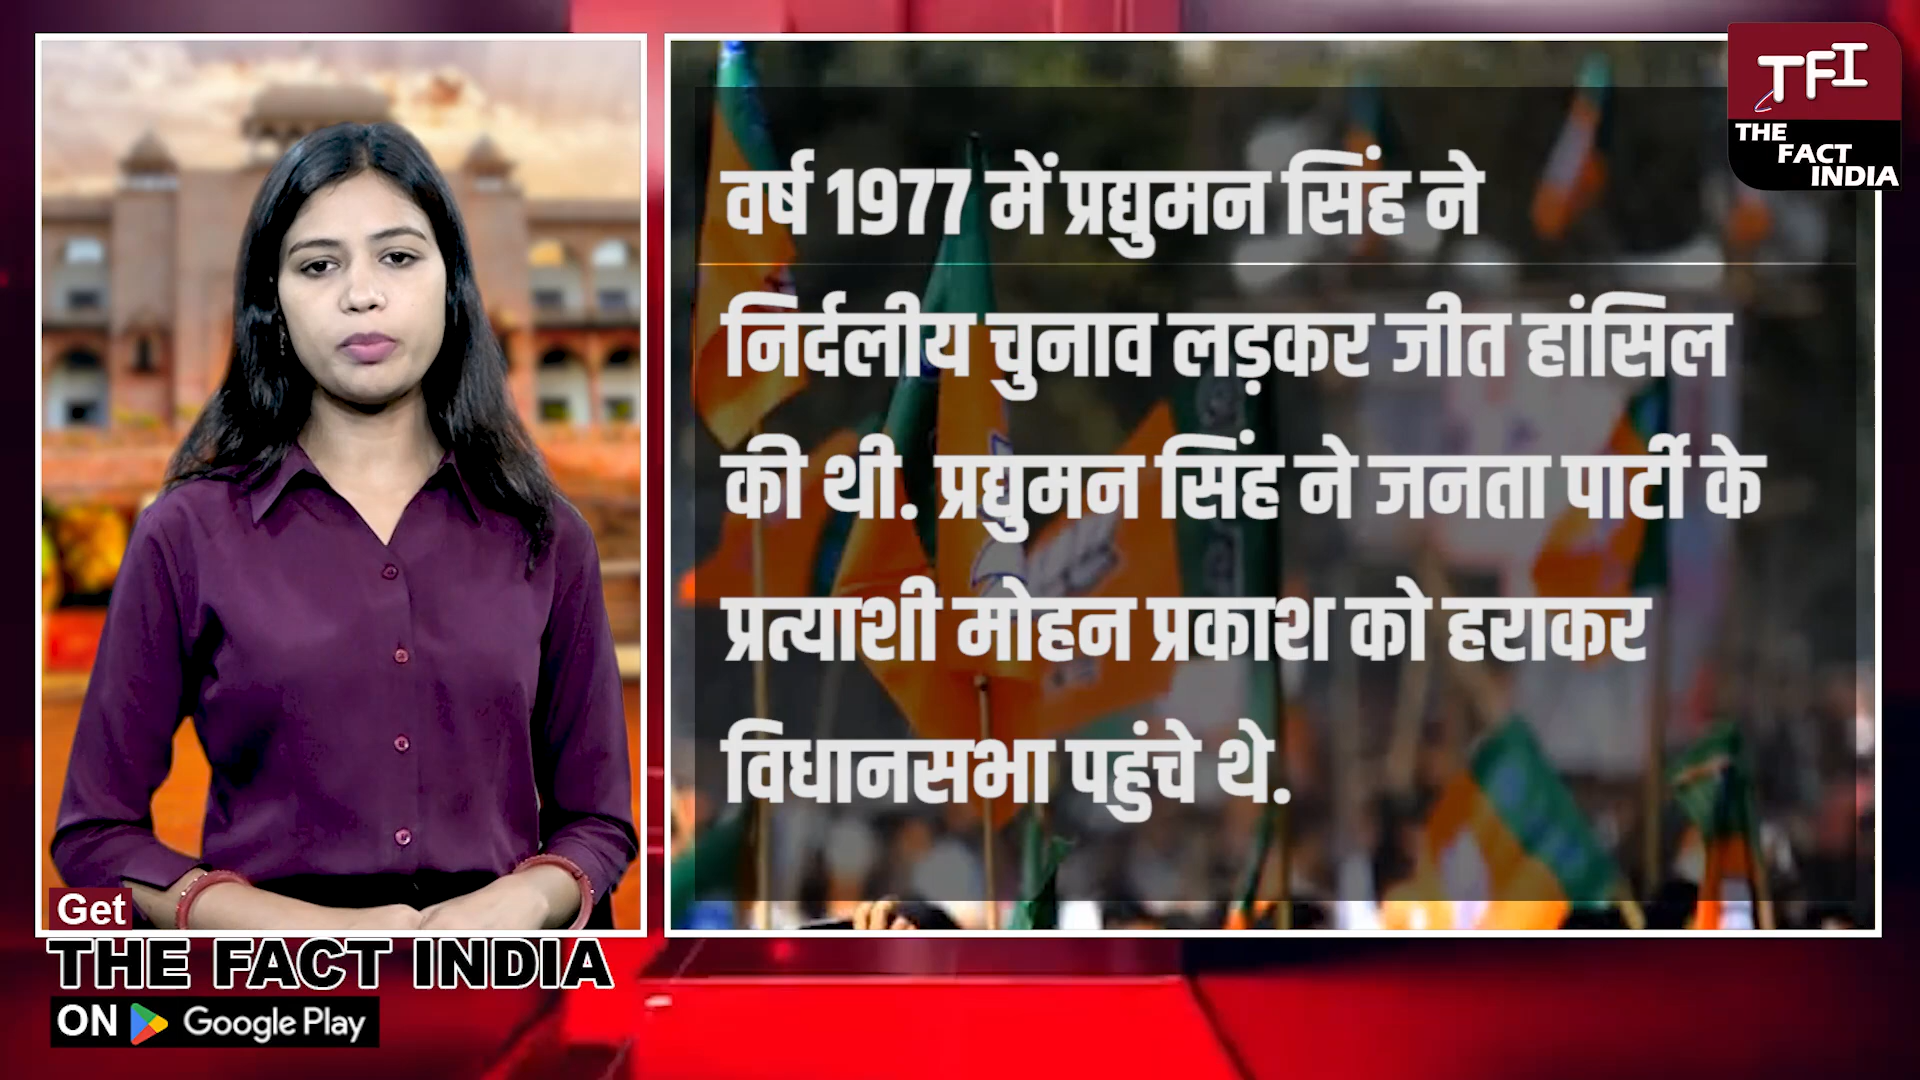 वर्ष 1977 में प्रद्युमन सिंह ने
निर्दलीय चुनाव लड़कर जीत हांसिल
की थी. प्रद्युमन सिंह ने जनता पार्टी के
प्रत्याशी मोहन प्रकाश को हराकर
विधानसभा पहुंचे थे.
TFI
THE
FACT
INDIA
Get
THE FACT INDIA
ON Google Play